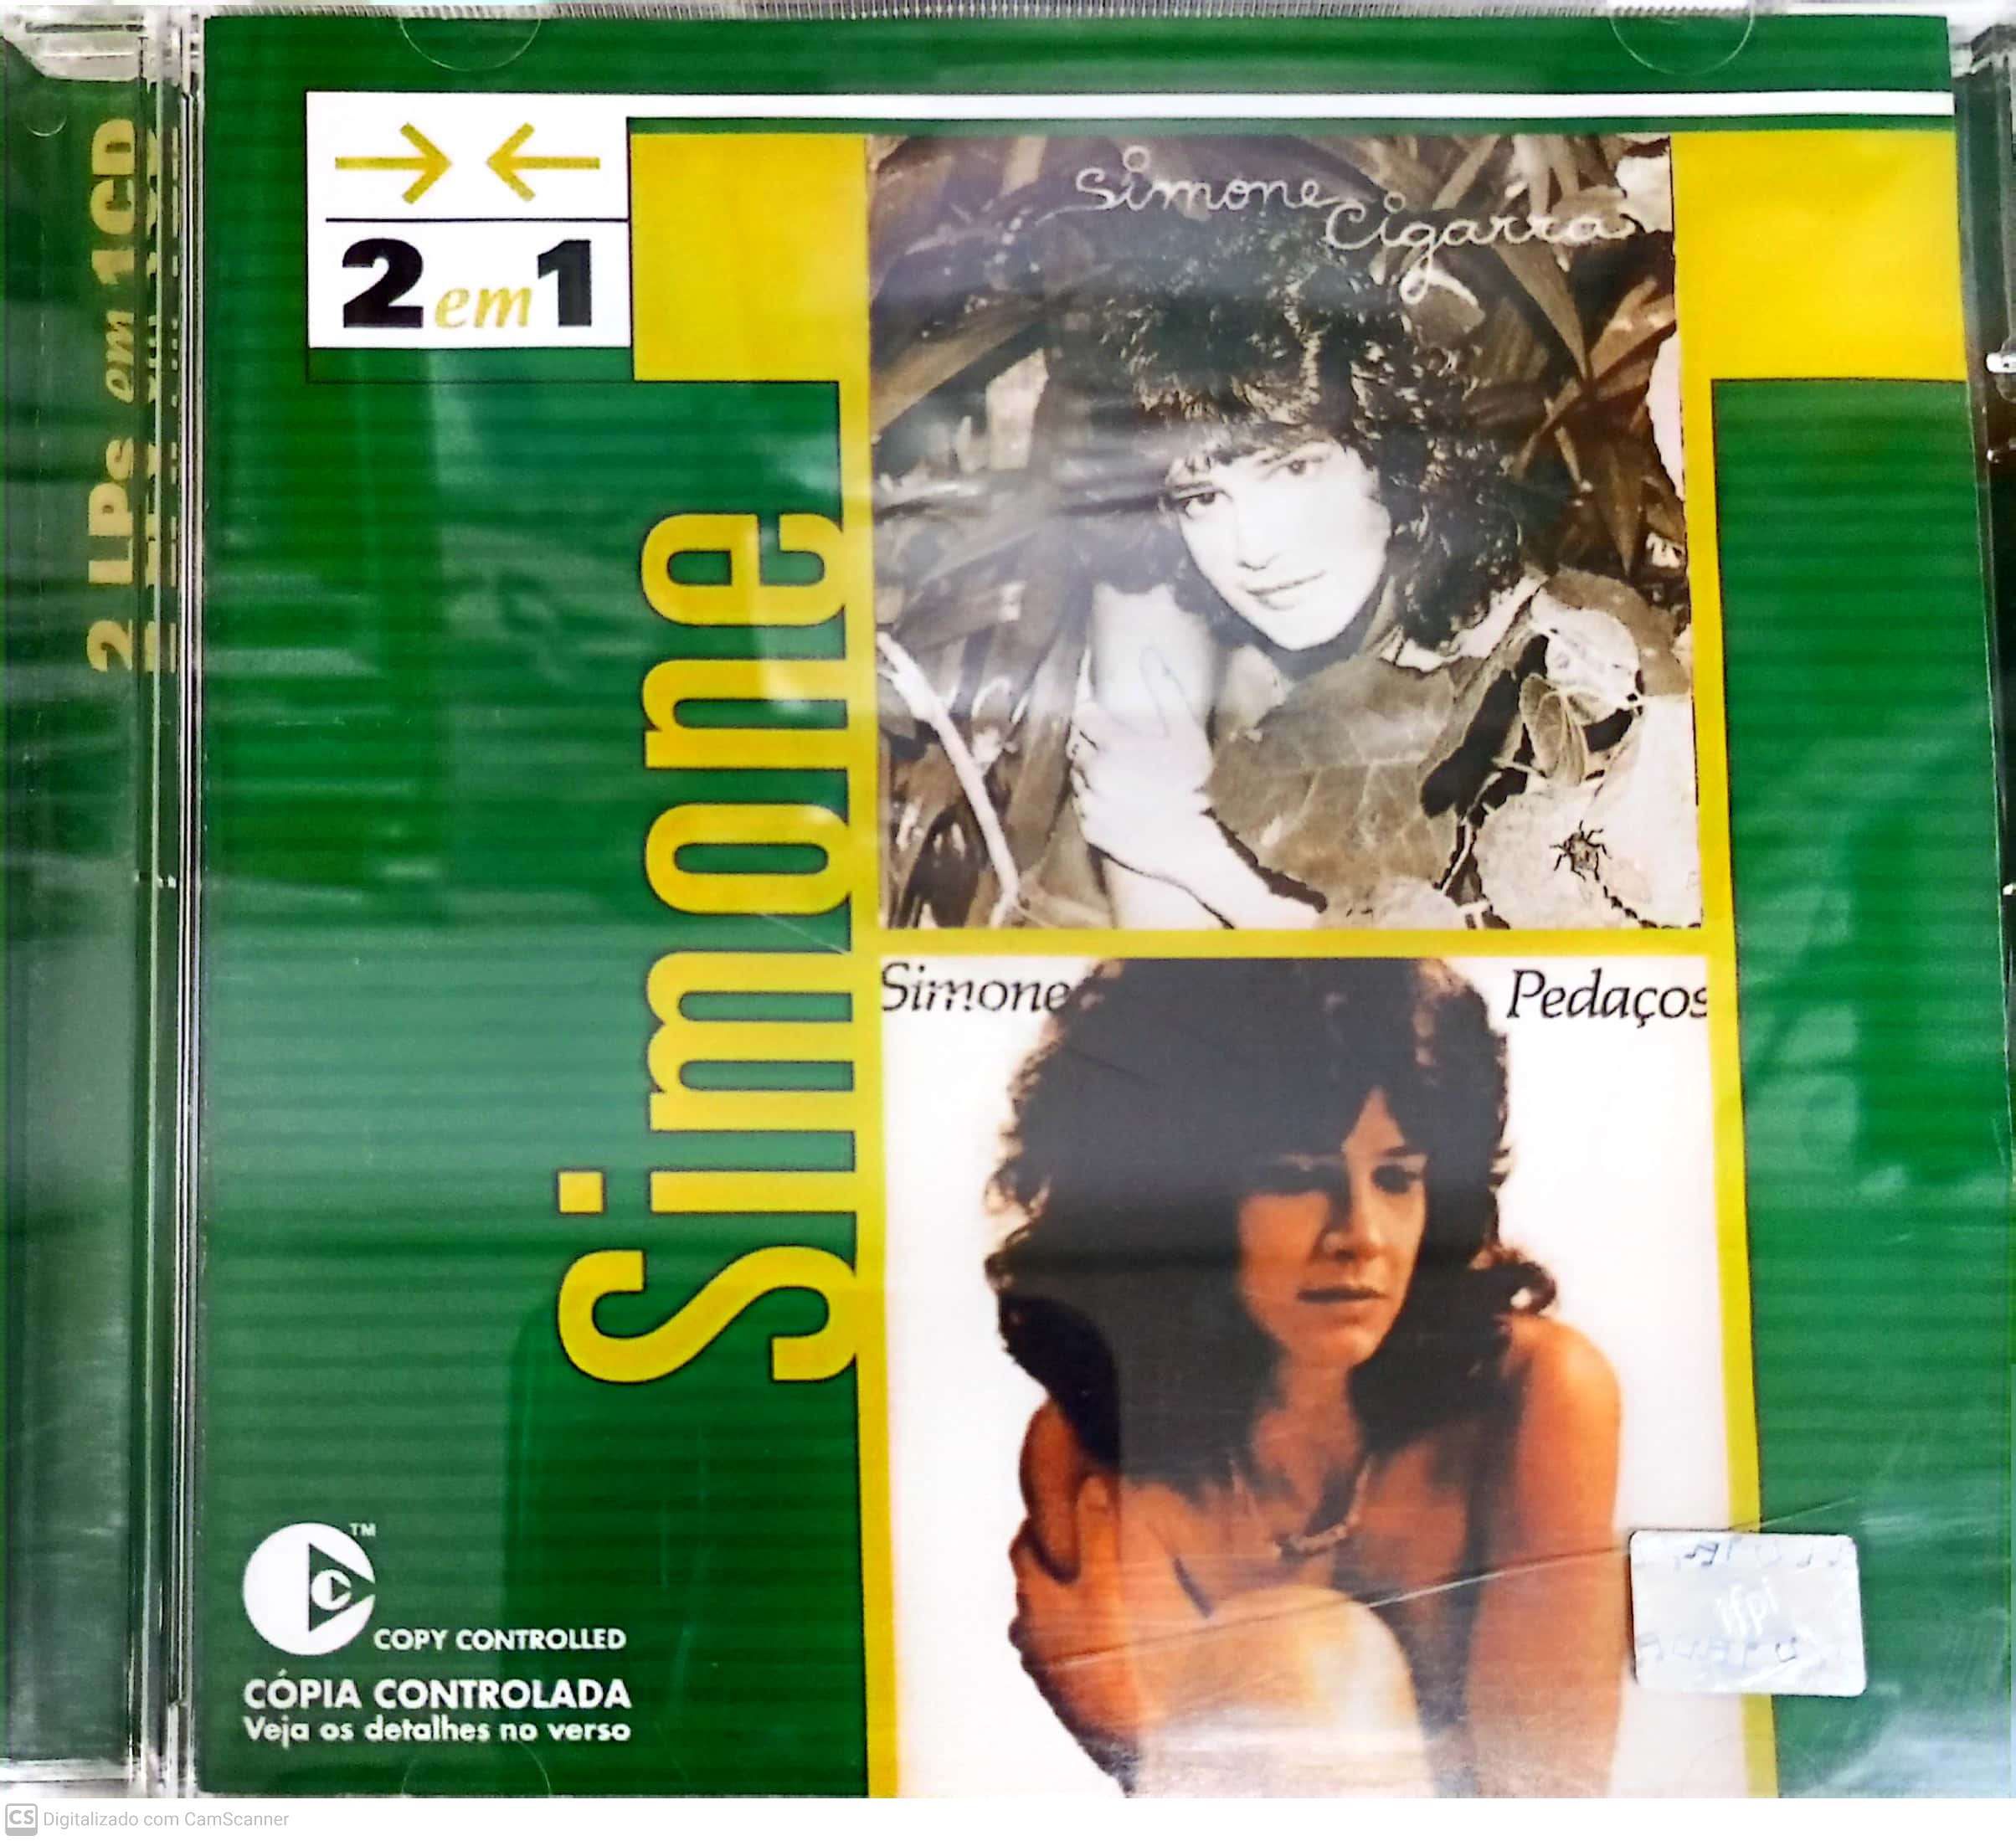 2 LPs em 1 CD
2 em 1
Simone
Simone
Cigarra
Simone
Pedaços
TM
COPY CONTROLLED
CÓPIA CONTROLADA
Veja os detalhes no verso
ifpi
CS Digitalizado com CamScanner